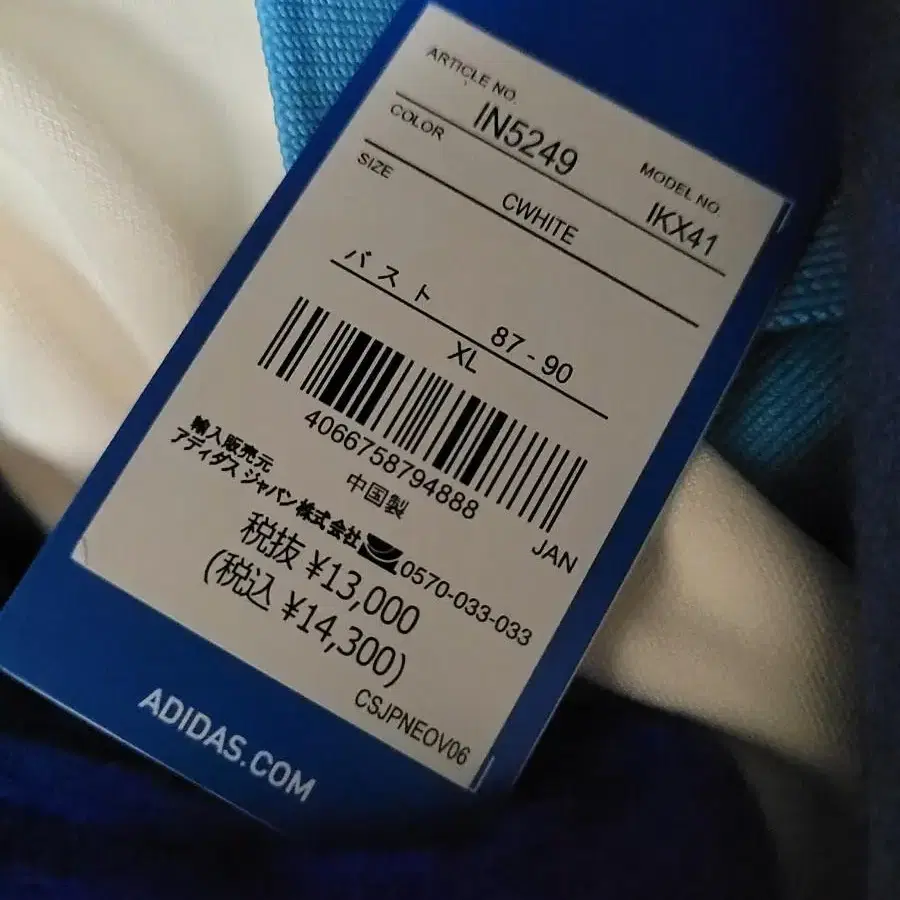 ARTICLE NO.
IN5249
MODEL NO.
IKX41
COLOR
CWHITE
SIZE
バスト
87 - 90
XL
4066758794888
JAN
中国製
輸入販売元
アディダス ジャパン株式会社
0570-033-033
税抜 ¥13,000
(税込 ¥14,300)
CSJPNEOV06
ADIDAS.COM